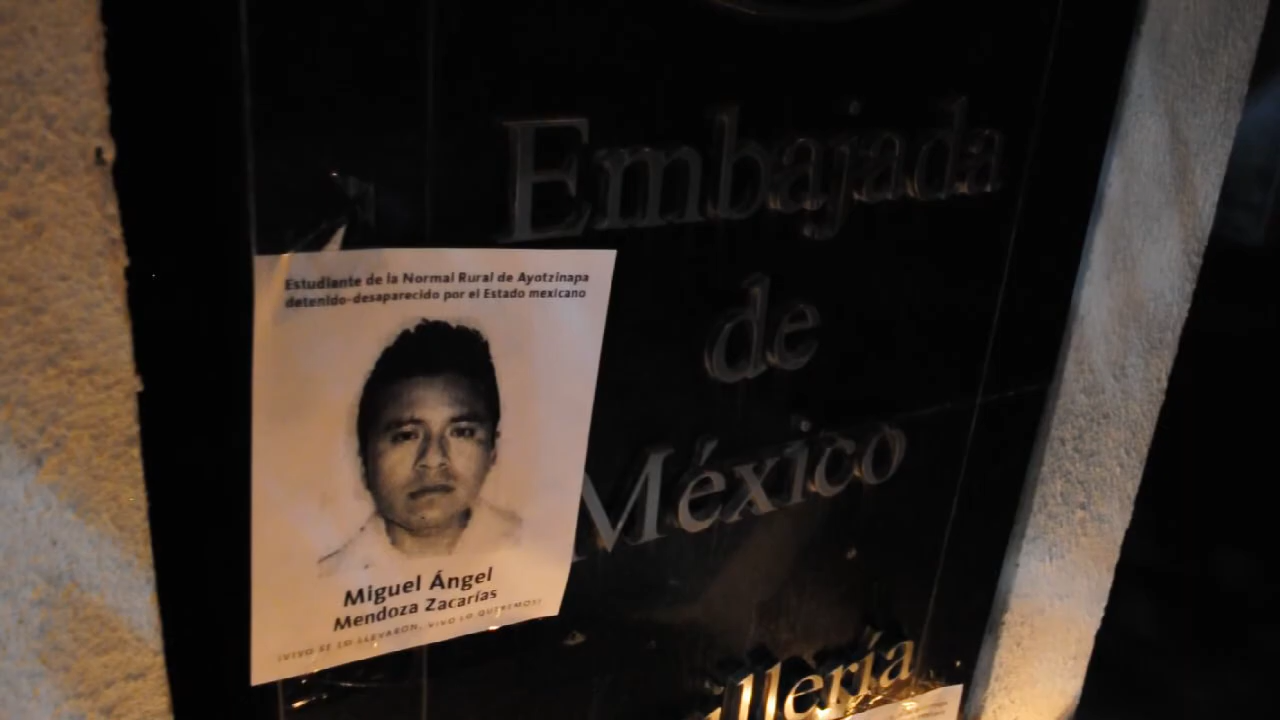 Embajada
de
México
Estudiante de la Normal Rural de Ayotzinapa
detenido-desaparecido por el Estado mexicano
Miguel Ángel
Mendoza Zacarías
¡VIVO SE LO LLEVARON, VIVO LO QUEREMOS!
illería